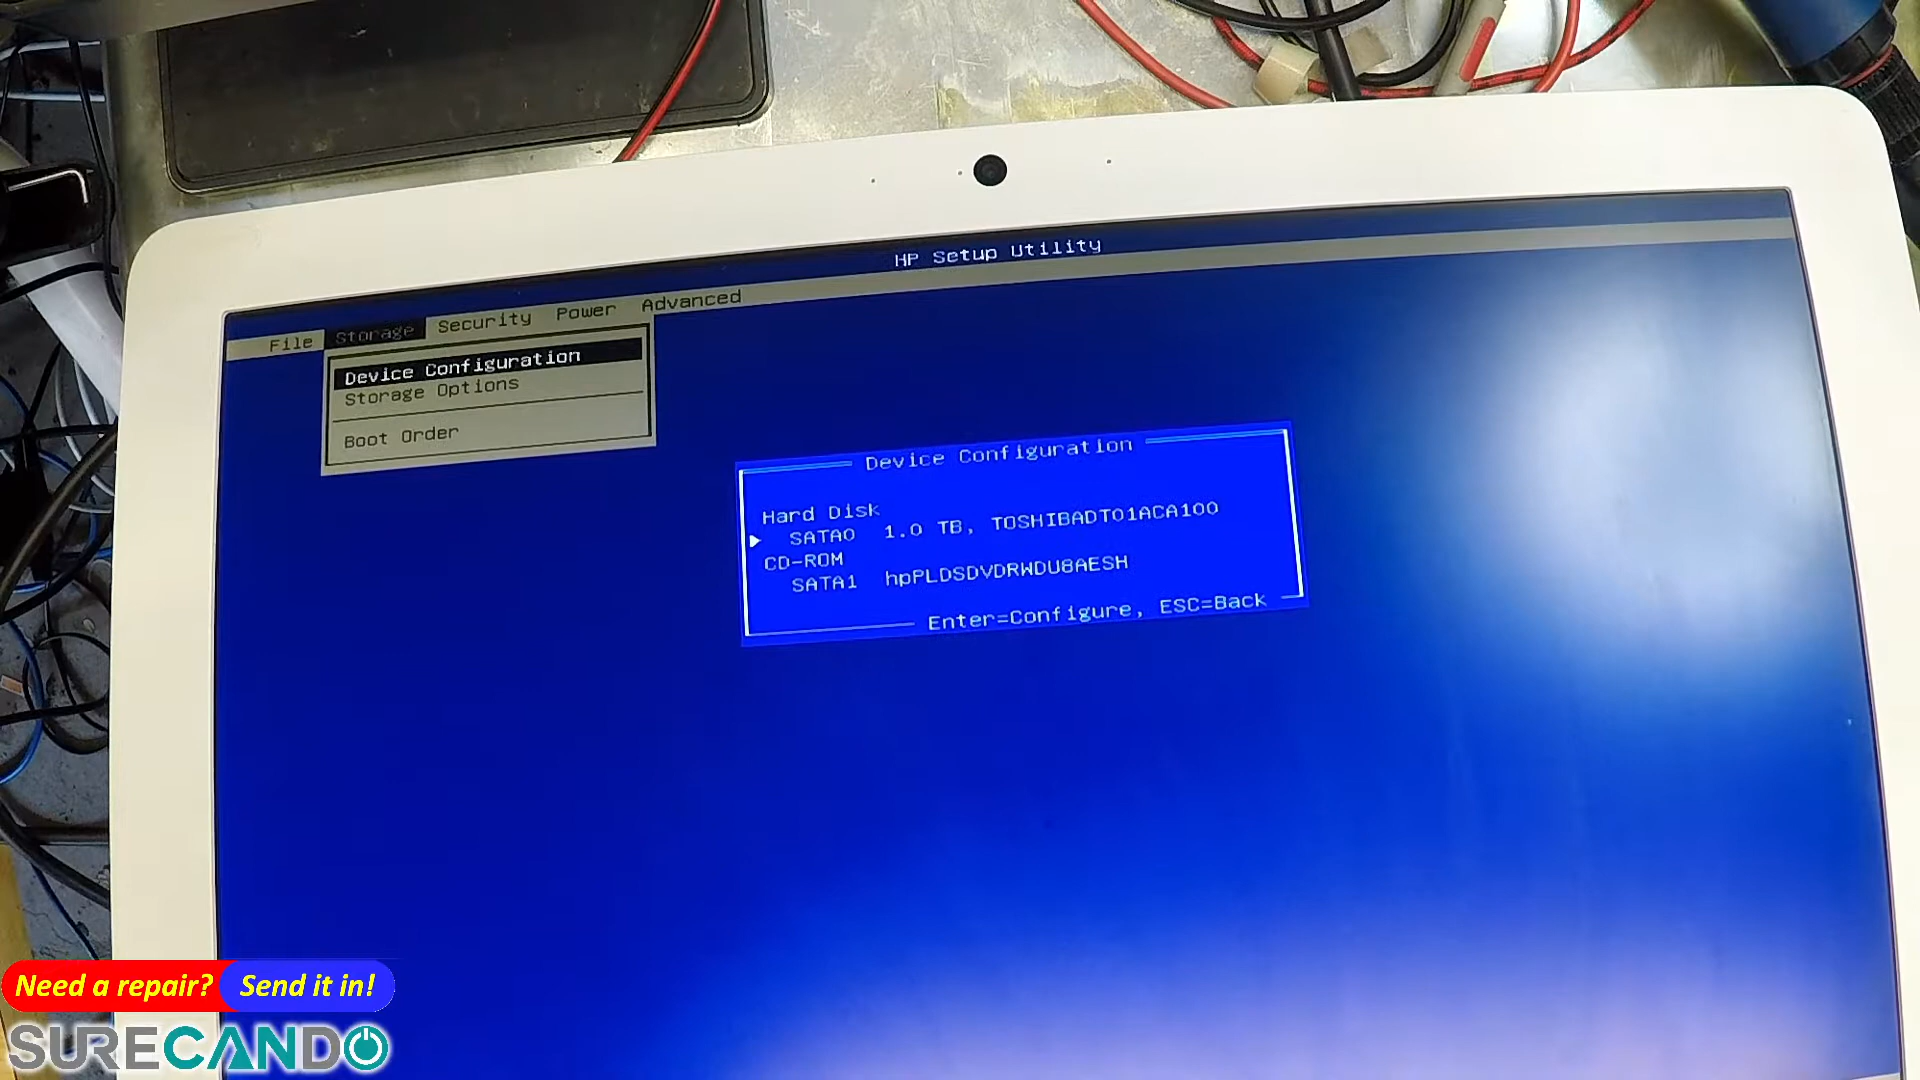 HP Setup Utility
File Storage Security Power Advanced
Device Configuration
Storage Options
Boot Order
Device Configuration
Hard Disk
SATA0 1.0 TB, TOSHIBADT01ACA100
CD-ROM
SATA1 hpPLDSDVDRWDU8AESH
Enter=Configure, ESC=Back
Need a repair? Send it in!
SURECANDO